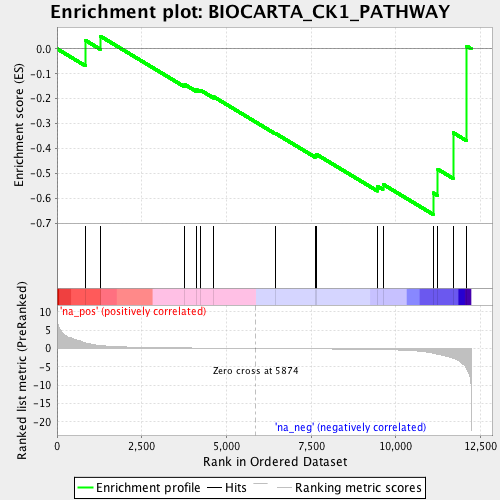 Enrichment plot: BIOCARTA_CK1_PATHWAY
Enrichment score (ES)
0.0
-0.1
-0.2
-0.3
-0.4
-0.5
-0.6
-0.7
'na_pos' (positively correlated)
Ranked list metric (PreRanked)
10
5
0
-5
-10
-15
-20
Zero cross at 5874
'na_neg' (negatively correlated)
0
2,500
5,000
7,500
10,000
12,500
Rank in Ordered Dataset
Enrichment profile
Hits
Ranking metric scores